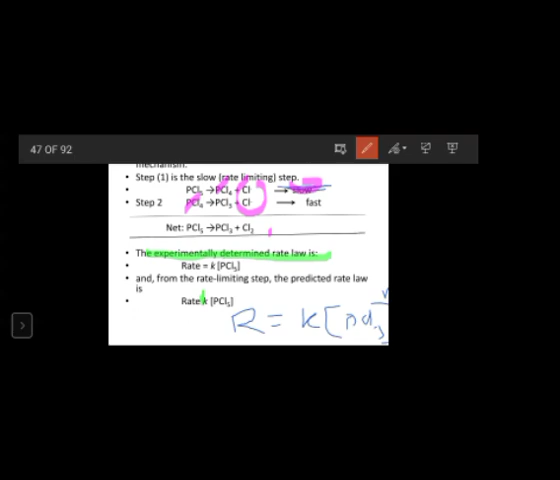 47 OF 92
mechanism.
• Step (1) is the slow (rate limiting) step.
• PCl₅ →PCl₄ + Cl → slow
• Step 2 PCl₄ →PCl₃ + Cl → fast
Net: PCl₅ →PCl₃ + Cl₂
• The experimentally determined rate law is:
• Rate = k [PCl₅]
• and, from the rate-limiting step, the predicted rate law
is
• Rate k [PCl₅]
R = k [